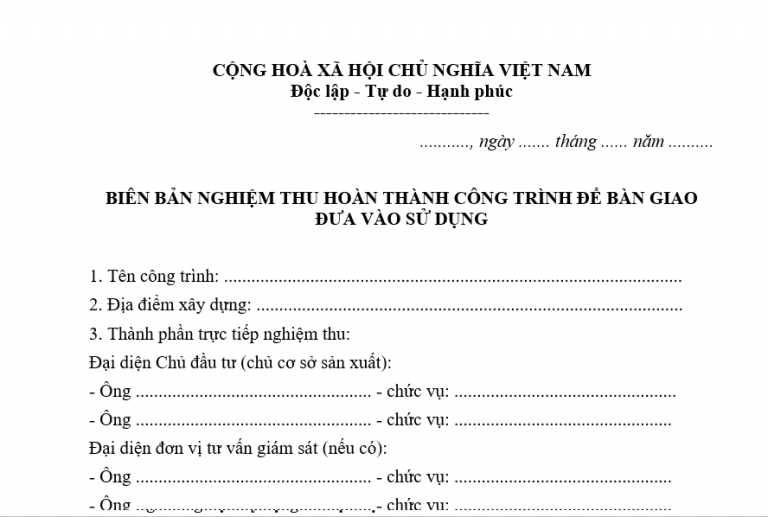 CỘNG HOÀ XÃ HỘI CHỦ NGHĨA VIỆT NAM
Độc lập - Tự do - Hạnh phúc
-----------------------------
..........., ngày ....... tháng ...... năm ..........
BIÊN BẢN NGHIỆM THU HOÀN THÀNH CÔNG TRÌNH ĐỂ BÀN GIAO
ĐƯA VÀO SỬ DỤNG
1. Tên công trình: .....................................................................................................
2. Địa điểm xây dựng: ..............................................................................................
3. Thành phần trực tiếp nghiệm thu:
Đại diện Chủ đầu tư (chủ cơ sở sản xuất):
- Ông .................................................... - chức vụ: .................................................
- Ông .................................................... - chức vụ: ................................................
Đại diện đơn vị tư vấn giám sát (nếu có):
- Ông .................................................... - chức vụ: ................................................
- Ông .................................................... - chức vụ: ................................................